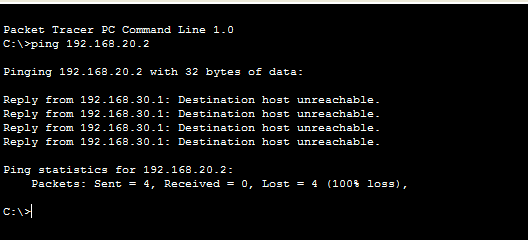 Packet Tracer PC Command Line 1.0
C:\>ping 192.168.20.2
Pinging 192.168.20.2 with 32 bytes of data:
Reply from 192.168.30.1: Destination host unreachable.
Reply from 192.168.30.1: Destination host unreachable.
Reply from 192.168.30.1: Destination host unreachable.
Reply from 192.168.30.1: Destination host unreachable.
Ping statistics for 192.168.20.2:
    Packets: Sent = 4, Received = 0, Lost = 4 (100% loss),
C:\>